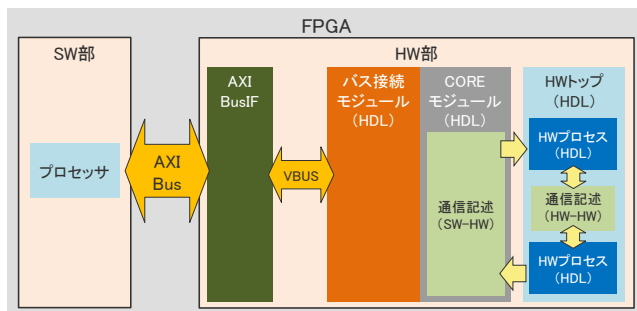 FPGA
SW部
プロセッサ
AXI
Bus
HW部
AXI
BusIF
VBUS
バス接続
モジュール
(HDL)
CORE
モジュール
(HDL)
通信記述
(SW-HW)
HWトップ
(HDL)
HWプロセス
(HDL)
通信記述
(HW-HW)
HWプロセス
(HDL)